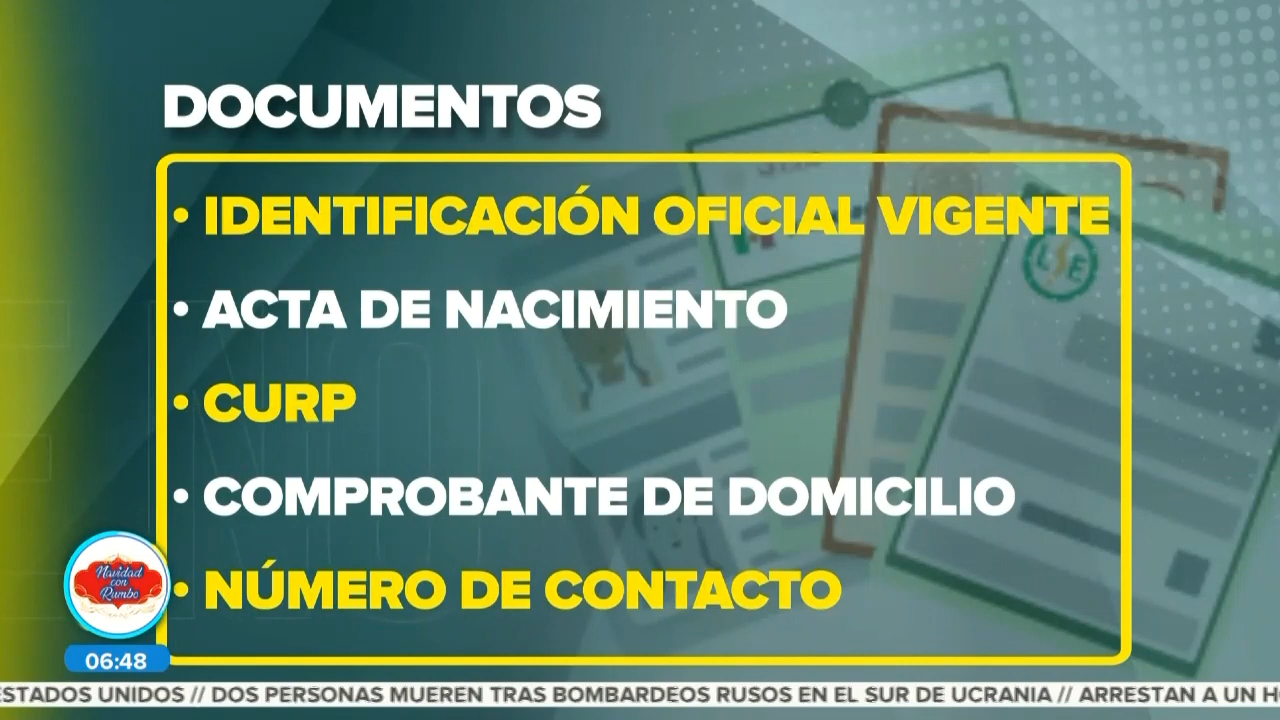 DOCUMENTOS
• IDENTIFICACIÓN OFICIAL VIGENTE
• ACTA DE NACIMIENTO
• CURP
• COMPROBANTE DE DOMICILIO
• NÚMERO DE CONTACTO
LSE
Navidad
con
Rumbo
06:48
ESTADOS UNIDOS // DOS PERSONAS MUEREN TRAS BOMBARDEOS RUSOS EN EL SUR DE UCRANIA // ARRESTAN A UN